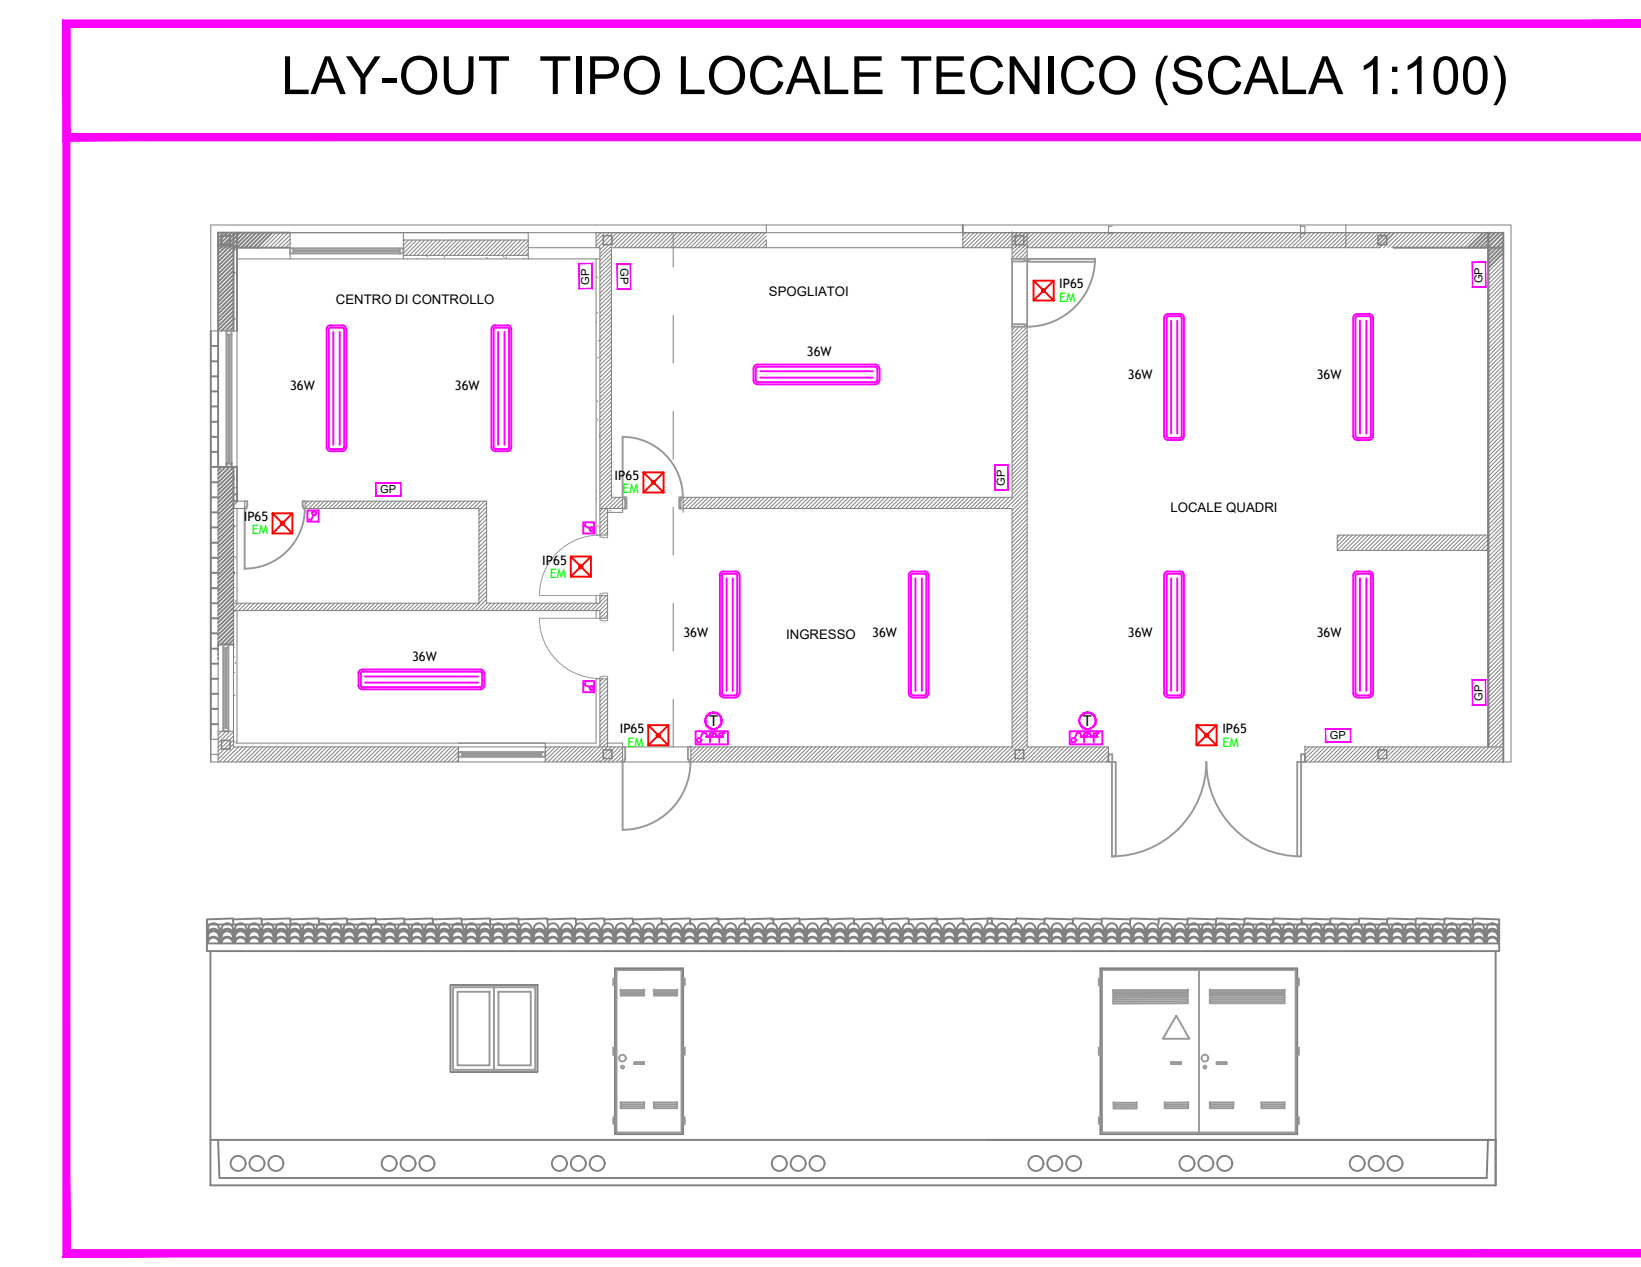 LAY-OUT TIPO LOCALE TECNICO (SCALA 1:100)
GP
GP
GP
IP65
EM
SPOGLIATOI
CENTRO DI CONTROLLO
36W
36W
36W
36W
36W
IP65
EM
GP
GP
LOCALE QUADRI
IP65
EM
IP65
EM
36W
INGRESSO
36W
36W
36W
36W
GP
T
T
IP65
EM
IP65
EM
GP